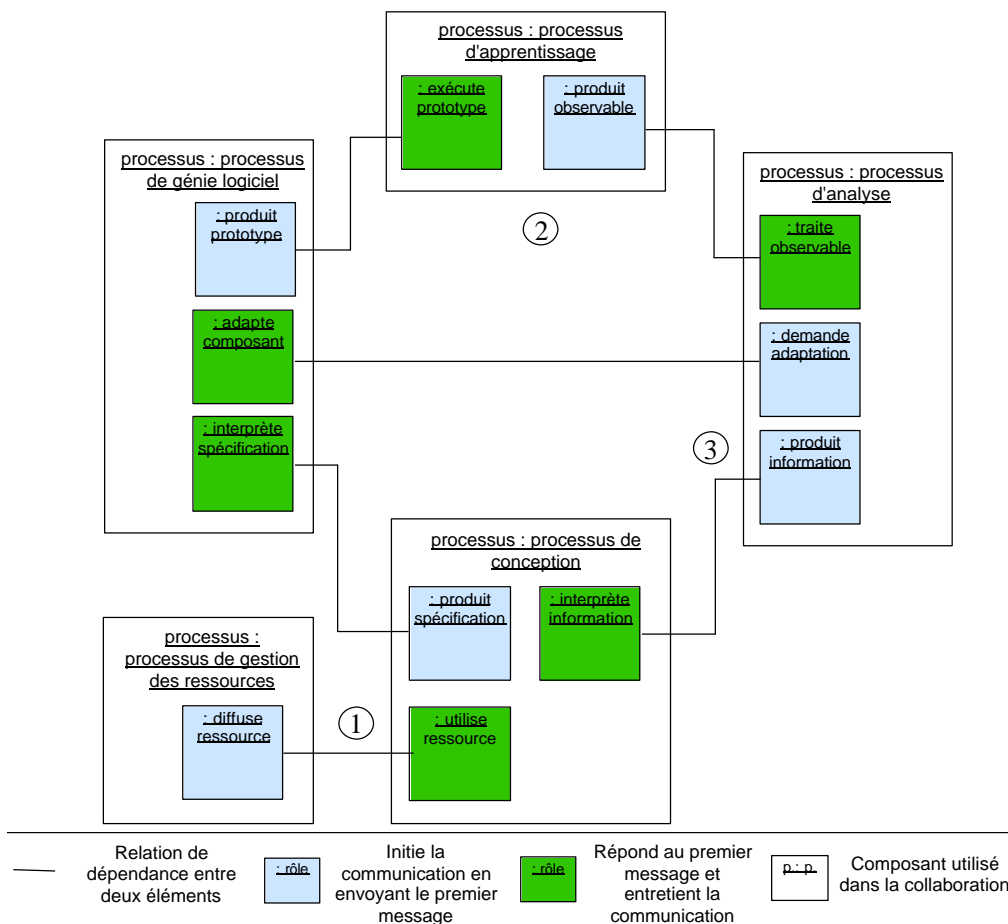 processus : processus
d'apprentissage
: exécute
prototype
: produit
observable
processus : processus
de génie logiciel
: produit
prototype
: adapte
composant
: interprète
spécification
processus : processus
d'analyse
: traite
observable
: demande
adaptation
: produit
information
2
3
processus : processus de
conception
: produit
spécification
: interprète
information
: utilise
ressource
processus :
processus de gestion
des ressources
: diffuse
ressource
1
Relation de
dépendance entre
deux éléments
: rôle
Initie la
communication en
envoyant le premier
message
: rôle
Répond au premier
message et
entretient la
communication
p : p
Composant utilisé
dans la collaboration